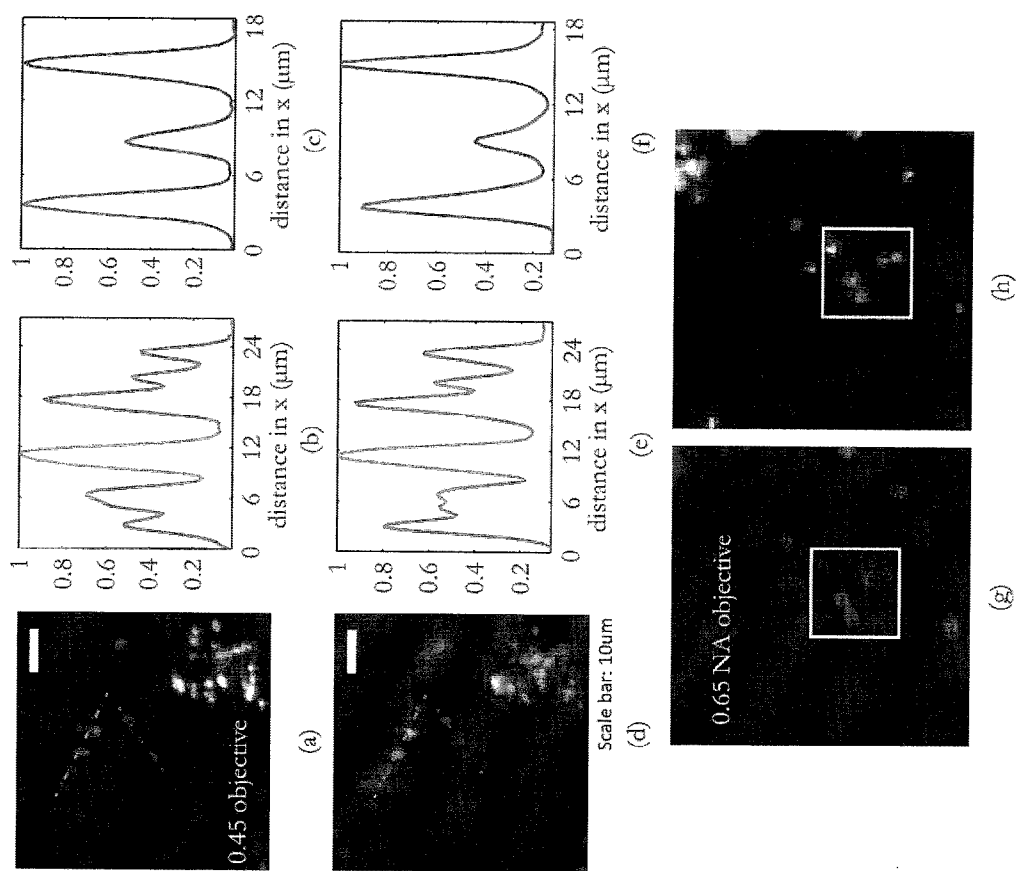 0.45 objective
(a)
1
0.8
0.6
0.4
0.2
0 6 12 18 24
distance in x (μm)
(b)
1
0.8
0.6
0.4
0.2
0 6 12 18
distance in x (μm)
(c)
Scale bar: 10um
(d)
1
0.8
0.6
0.4
0.2
0 6 12 18 24
distance in x (μm)
(e)
1
0.8
0.6
0.4
0.2
0 6 12 18
distance in x (μm)
(f)
0.65 NA objective
(g)
(h)